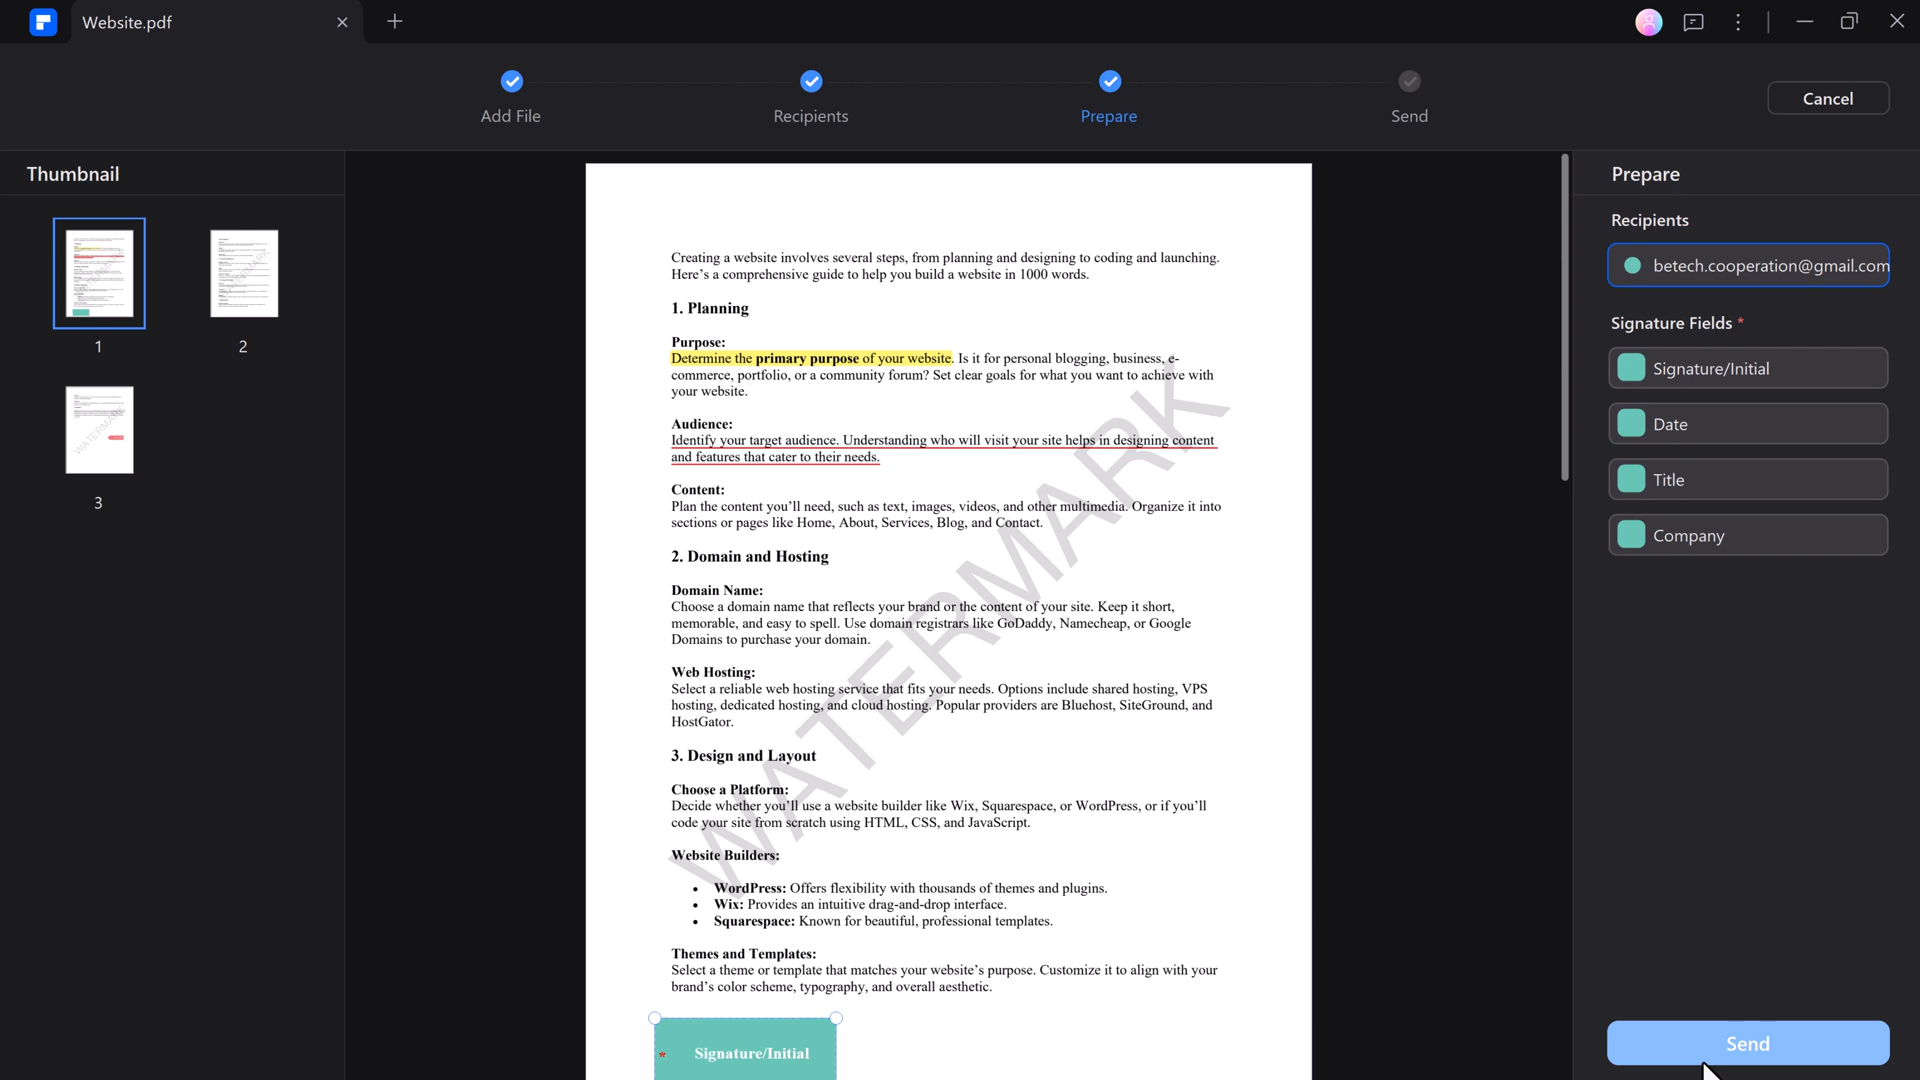 Website.pdf
Add File
Recipients
Prepare
Send
Cancel
Thumbnail
1
2
3
Creating a website involves several steps, from planning and designing to coding and launching.
Here’s a comprehensive guide to help you build a website in 1000 words.
1. Planning
Purpose:
Determine the primary purpose of your website. Is it for personal blogging, business, e-
commerce, portfolio, or a community forum? Set clear goals for what you want to achieve with
your website.
Audience:
Identify your target audience. Understanding who will visit your site helps in designing content
and features that cater to their needs.
Content:
Plan the content you’ll need, such as text, images, videos, and other multimedia. Organize it into
sections or pages like Home, About, Services, Blog, and Contact.
2. Domain and Hosting
Domain Name:
Choose a domain name that reflects your brand or the content of your site. Keep it short,
memorable, and easy to spell. Use domain registrars like GoDaddy, Namecheap, or Google
Domains to purchase your domain.
Web Hosting:
Select a reliable web hosting service that fits your needs. Options include shared hosting, VPS
hosting, dedicated hosting, and cloud hosting. Popular providers are Bluehost, SiteGround, and
HostGator.
3. Design and Layout
Choose a Platform:
Decide whether you’ll use a website builder like Wix, Squarespace, or WordPress, or if you’ll
code your site from scratch using HTML, CSS, and JavaScript.
Website Builders:
• WordPress: Offers flexibility with thousands of themes and plugins.
• Wix: Provides an intuitive drag-and-drop interface.
• Squarespace: Known for beautiful, professional templates.
Themes and Templates:
Select a theme or template that matches your website’s purpose. Customize it to align with your
brand’s color scheme, typography, and overall aesthetic.
* Signature/Initial
WATERMARK
Prepare
Recipients
betech.cooperation@gmail.com
Signature Fields *
Signature/Initial
Date
Title
Company
Send